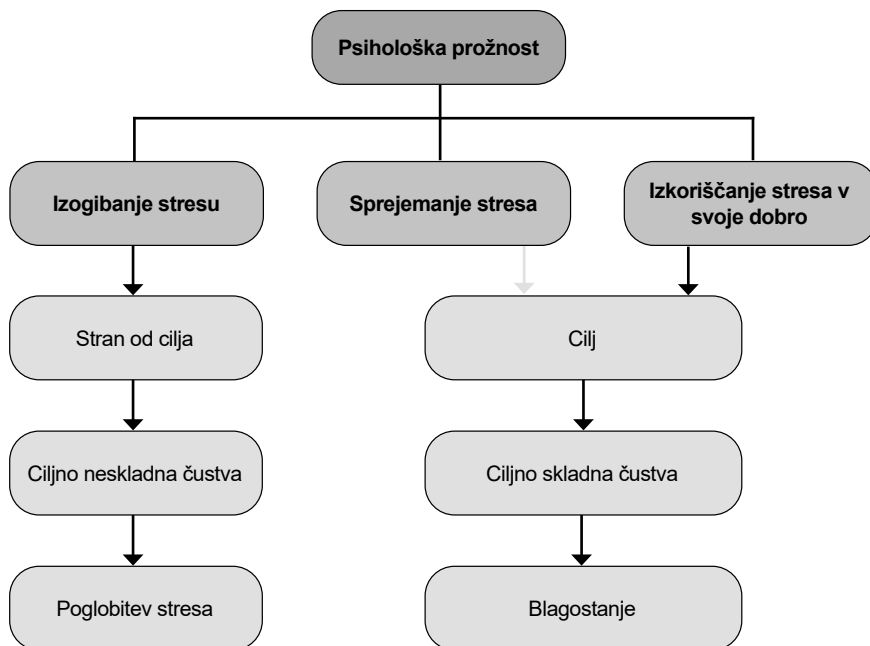 Psihološka prožnost
Izogibanje stresu
Sprejemanje stresa
Izkoriščanje stresa v
svoje dobro
Stran od cilja
Cilj
Ciljno neskladna čustva
Ciljno skladna čustva
Poglobitev stresa
Blagostanje